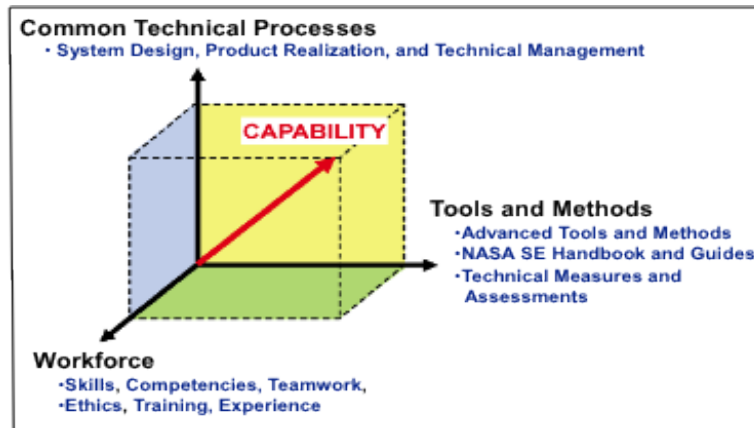 Common Technical Processes
• System Design, Product Realization, and Technical Management
CAPABILITY
Tools and Methods
•Advanced Tools and Methods
•NASA SE Handbook and Guides
•Technical Measures and
Assessments
Workforce
•Skills, Competencies, Teamwork,
•Ethics, Training, Experience